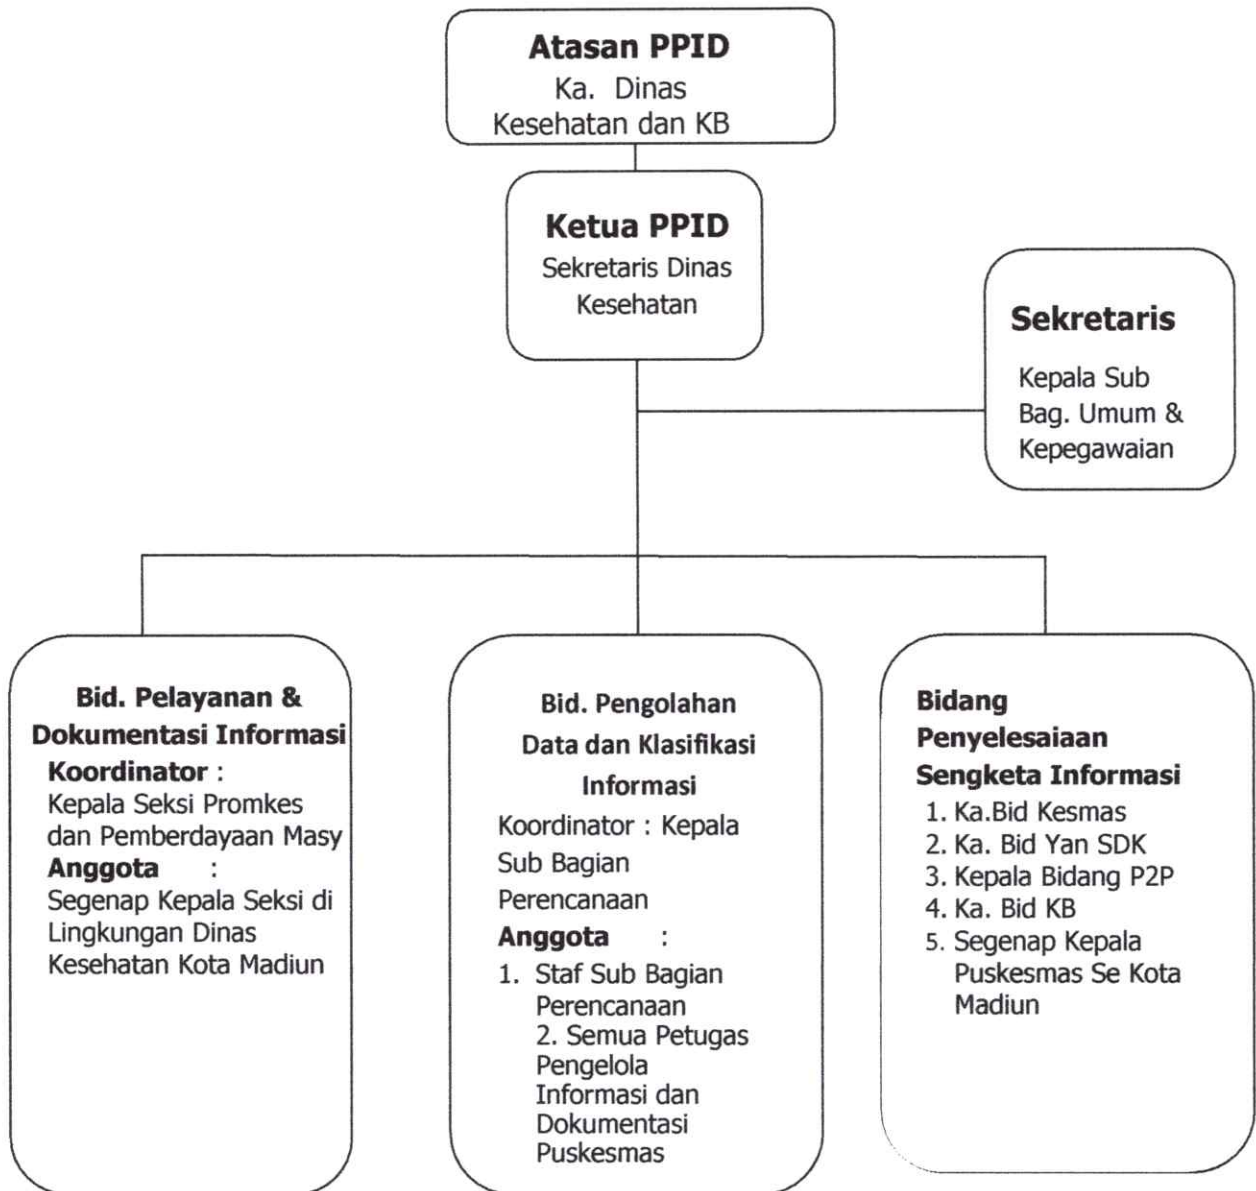 Atasan PPID
Ka. Dinas
Kesehatan dan KB
Ketua PPID
Sekretaris Dinas
Kesehatan
Sekretaris
Kepala Sub
Bag. Umum &
Kepegawaian
Bid. Pelayanan &
Dokumentasi Informasi
Koordinator :
Kepala Seksi Promkes
dan Pemberdayaan Masy
Anggota :
Segenap Kepala Seksi di
Lingkungan Dinas
Kesehatan Kota Madiun
Bid. Pengolahan
Data dan Klasifikasi
Informasi
Koordinator : Kepala
Sub Bagian
Perencanaan
Anggota :
1. Staf Sub Bagian
Perencanaan
2. Semua Petugas
Pengelola
Informasi dan
Dokumentasi
Puskesmas
Bidang
Penyelesaiaan
Sengketa Informasi
1. Ka.Bid Kesmas
2. Ka. Bid Yan SDK
3. Kepala Bidang P2P
4. Ka. Bid KB
5. Segenap Kepala
Puskesmas Se Kota
Madiun